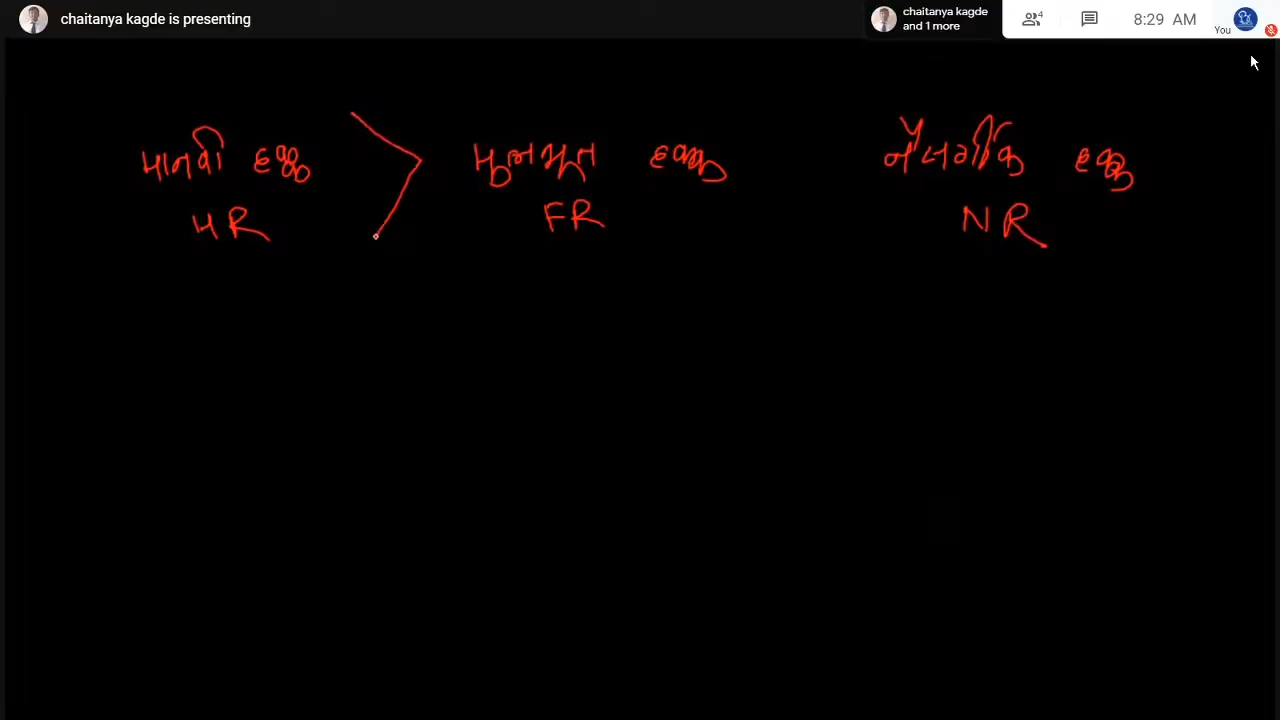 chaitanya kagde is presenting
chaitanya kagde
and 1 more
4
8:29 AM
You
मानवी हक्क > मुलभुत हक्क नैसर्गिक हक्क
HR FR NR